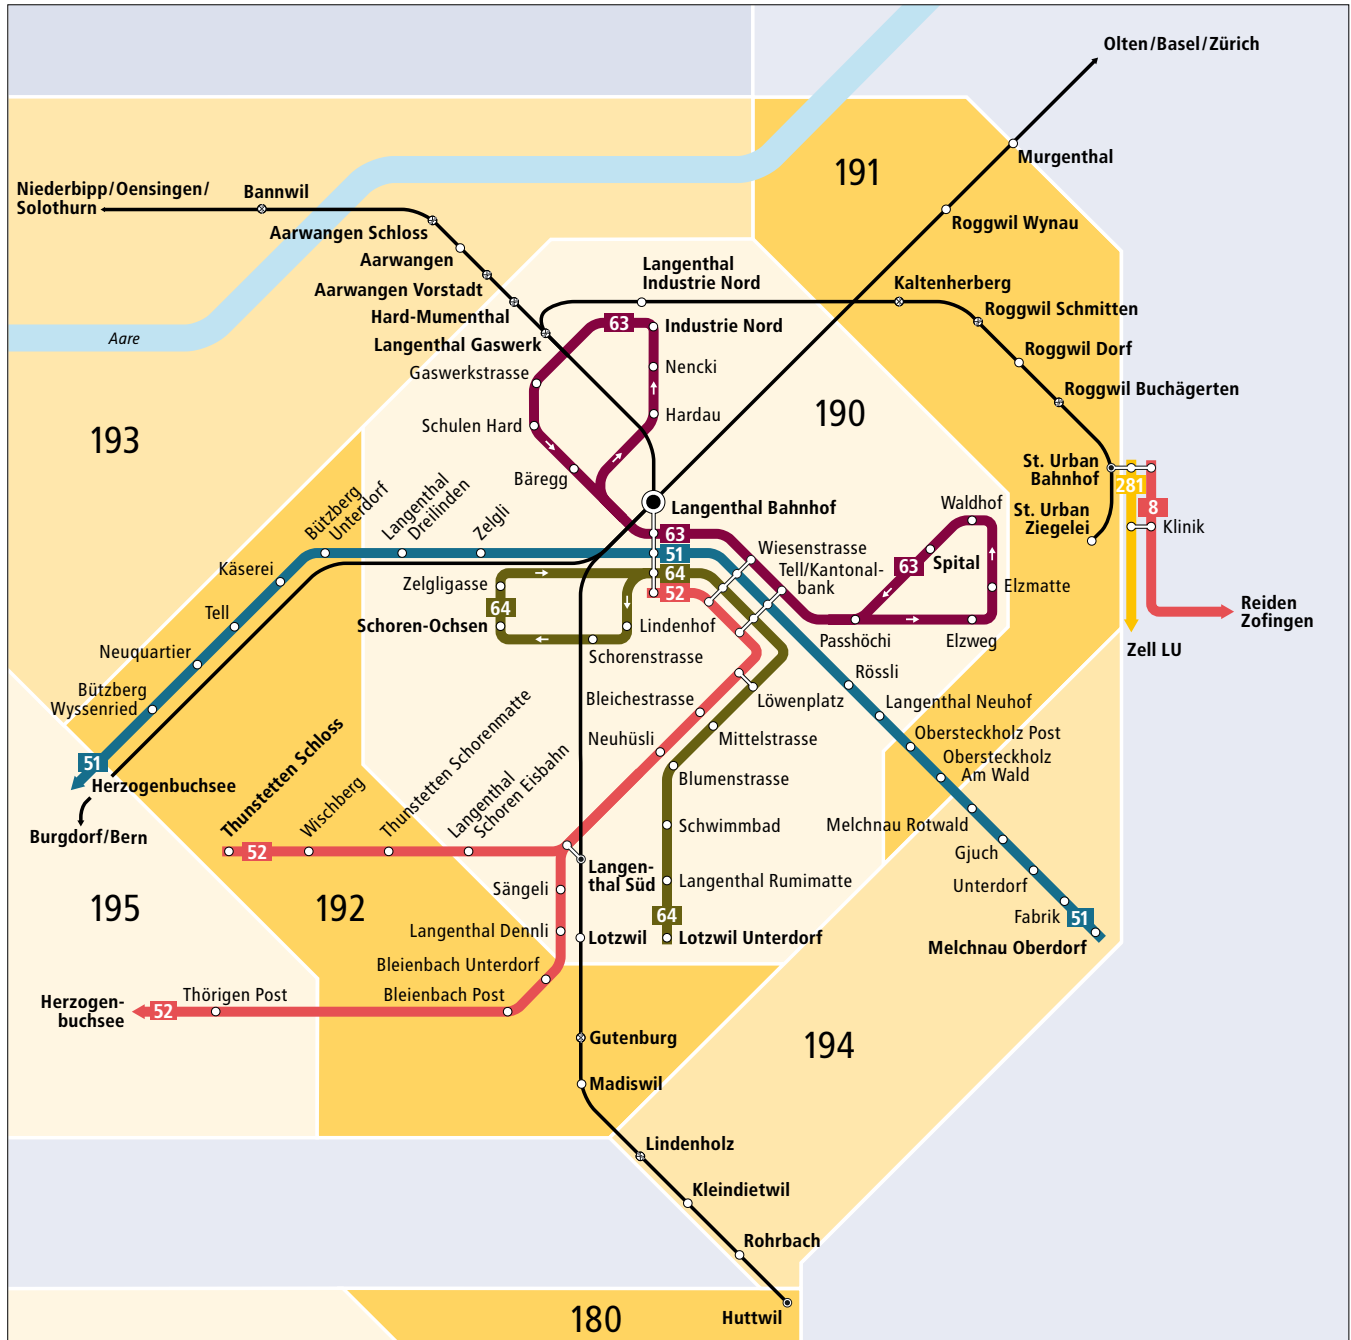 Olten/Basel/Zürich
Murgenthal
191
Niederbipp/Oensingen/
Solothurn
Bannwil
Roggwil Wynau
Aarwangen Schloss
Aarwangen
Aarwangen Vorstadt
Hard-Mumenthal
Langenthal Gaswerk
Langenthal
Industrie Nord
Kaltenherberg
Roggwil Schmitten
Roggwil Dorf
Roggwil Buchägerten
Aare
63
Industrie Nord
Nencki
Hardau
Gaswerkstrasse
Schulen Hard
Bäregg
190
193
St. Urban
Bahnhof
St. Urban
Ziegelei
281
8
Klinik
Reiden
Zofingen
Zell LU
Langenthal Bahnhof
63
51
64
52
Waldhof
63
Spital
Elzmatte
Elzweg
Passhöchi
Wiesenstrasse
Tell/Kantonal-
bank
Bützberg
Unterdorf
Langenthal
Dreilinden
Zelgli
Käserei
Tell
Neuquartier
Bützberg
Wyssenried
51
Herzogenbuchsee
Burgdorf/Bern
Zelgligasse
64
Schoren-Ochsen
Lindenhof
Schorenstrasse
Rössli
Langenthal Neuhof
Obersteckholz Post
Obersteckholz
Am Wald
Melchnau Rotwald
Gjuch
Unterdorf
Fabrik
51
Melchnau Oberdorf
Löwenplatz
Bleichestrasse
Mittelstrasse
Neuhüsli
Blumenstrasse
Schwimmbad
Langenthal Rumimatte
64
Lotzwil Unterdorf
Thunstetten Schloss
Wischberg
Thunstetten Schorenmatte
Langenthal
Schoren Eisbahn
52
Langen-
thal Süd
Sängeli
Langenthal Dennli
Lotzwil
Bleienbach Unterdorf
Bleienbach Post
195
192
Herzogen-
buchsee
52
Thörigen Post
Gutenburg
194
Madiswil
Lindenholz
Kleindietwil
Rohrbach
Huttwil
180